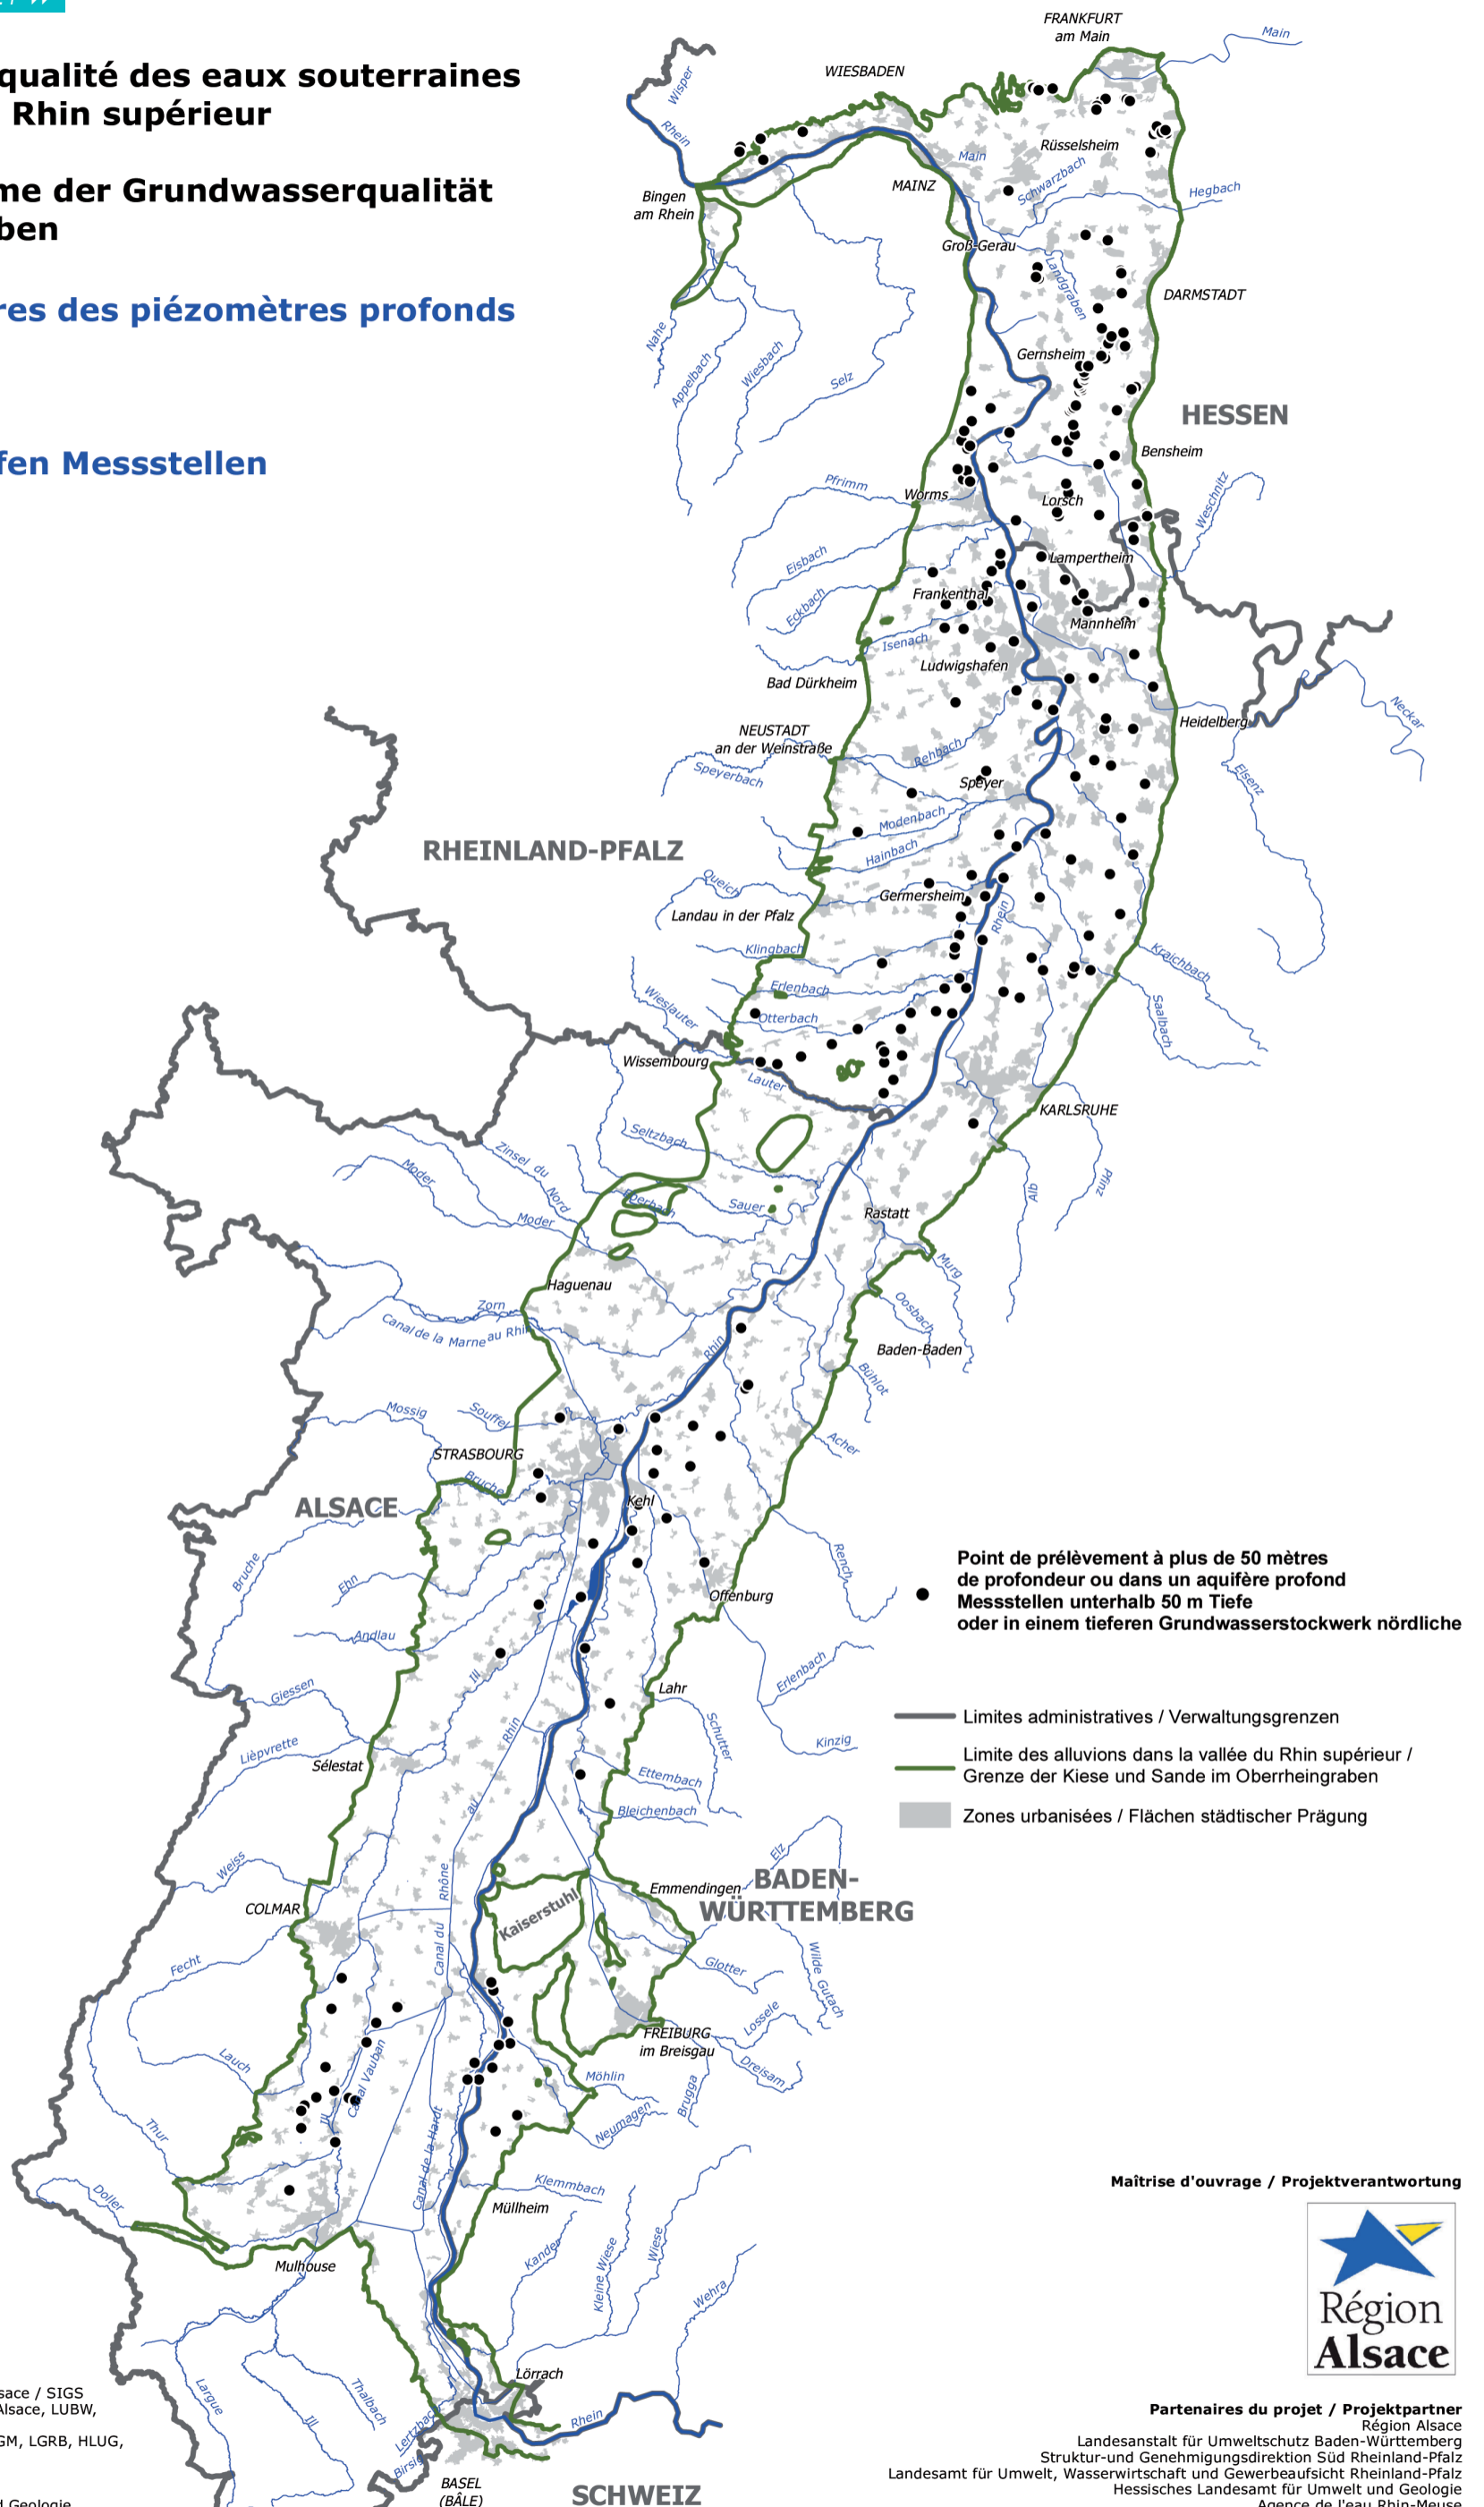 qualité des eaux souterraines
Rhin supérieur
me der Grundwasserqualität
ben
res des piézomètres profonds
fen Messstellen
FRANKFURT
am Main
Main
WIESBADEN
Wisper
Rhein
Rüsselsheim
Main
Schwarzbach
MAINZ
Hegbach
Bingen
am Rhein
Groß-Gerau
Landgraben
DARMSTADT
Nahe
Appelbach
Wiesbach
Selz
Gernsheim
HESSEN
Bensheim
Pfrimm
Worms
Lorsch
Weschnitz
Eisbach
Lampertheim
Eckbach
Frankenthal
Mannheim
Isenach
Ludwigshafen
Bad Dürkheim
Heidelberg
Neckar
NEUSTADT
an der Weinstraße
Rehbach
Speyerbach
Speyer
Elsenz
Modenbach
RHEINLAND-PFALZ
Hainbach
Queich
Germersheim
Landau in der Pfalz
Rhein
Klingbach
Kraichbach
Erlenbach
Wieslauter
Otterbach
Saalbach
Wissembourg
Lauter
KARLSRUHE
Seltzbach
Zinsel du Nord
Moder
Eberbach
Sauer
Alb
Pfinz
Moder
Rastatt
Murg
Haguenau
Zorn
Oosbach
Canal de la Marne au Rhin
Rhin
Baden-Baden
Bühlot
Mossig
Souffel
Acher
STRASBOURG
Bruche
Kehl
ALSACE
Bruche
Rench
Ehn
Offenburg
Point de prélèvement à plus de 50 mètres
de profondeur ou dans un aquifère profond
Messstellen unterhalb 50 m Tiefe
oder in einem tieferen Grundwasserstockwerk nördliche
Andlau
Ill
Erlenbach
Giessen
Lahr
Limites administratives / Verwaltungsgrenzen
Schutter
Rhin
Kinzig
Lièpvrette
Limite des alluvions dans la vallée du Rhin supérieur /
Grenze der Kiese und Sande im Oberrheingraben
Sélestat
Ettembach
au
Bleichenbach
Zones urbanisées / Flächen städtischer Prägung
Elz
Weiss
Rhône
BADEN-
WÜRTTEMBERG
Emmendingen
COLMAR
Kaiserstuhl
Canal du
Fecht
Glotter
Wilde Gutach
Lossele
FREIBURG
im Breisgau
Lauch
Canal Vauban
Dreisam
Möhlin
Brugga
Ill
Neumagen
Thur
Canal de la Hardt
Klemmbach
Doller
Müllheim
Maîtrise d'ouvrage / Projektverantwortung
Kander
Kleine Wiese
Wiese
Mulhouse
Wehra
Région
Alsace
Lörrach
Largue
Ill
Thalbach
Lertzbach
Birsig
Rhein
BASEL
(BÂLE)
SCHWEIZ
sace / SIGS
Alsace, LUBW,
GM, LGRB, HLUG,
d Geologie
Partenaires du projet / Projektpartner
Région Alsace
Landesanstalt für Umweltschutz Baden-Württemberg
Struktur-und Genehmigungsdirektion Süd Rheinland-Pfalz
Landesamt für Umwelt, Wasserwirtschaft und Gewerbeaufsicht Rheinland-Pfalz
Hessisches Landesamt für Umwelt und Geologie
Agence de l'eau Rhin-Meuse